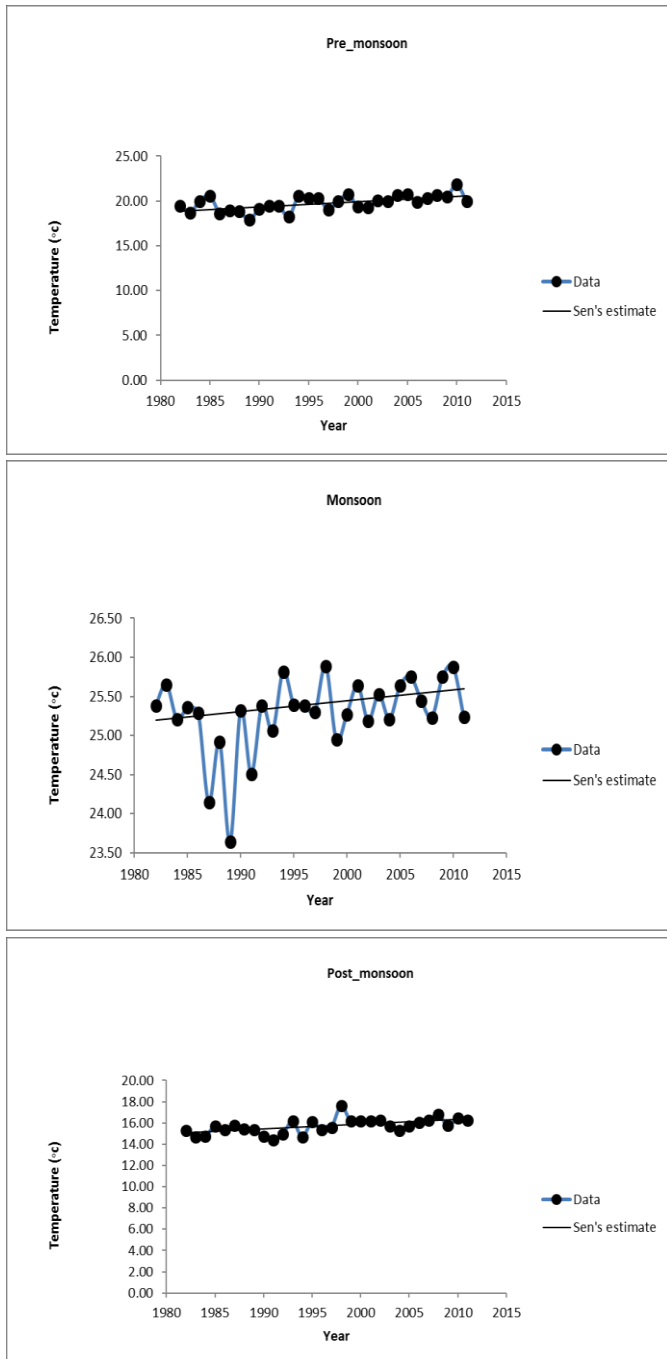 Pre_monsoon
25.00
20.00
15.00
10.00
5.00
0.00
Temperature (°c)
1980 1985 1990 1995 2000 2005 2010 2015
Year
Data
Sen's estimate
Monsoon
26.50
26.00
25.50
25.00
24.50
24.00
23.50
Temperature (°c)
1980 1985 1990 1995 2000 2005 2010 2015
Year
Data
Sen's estimate
Post_monsoon
20.00
18.00
16.00
14.00
12.00
10.00
8.00
6.00
4.00
2.00
0.00
Temperature (°c)
1980 1985 1990 1995 2000 2005 2010 2015
Year
Data
Sen's estimate